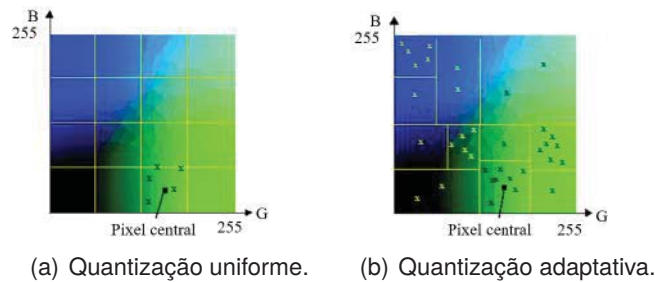 B
255
Pixel central
255
G
(a) Quantização uniforme.
B
255
Pixel central
255
G
(b) Quantização adaptativa.